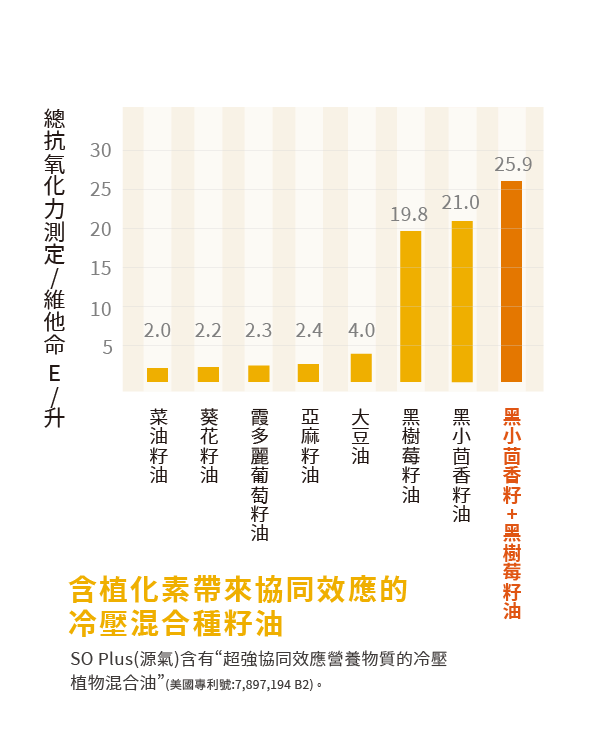 總抗氧化力測定/維他命 E/升
30
25
20
15
10
5
2.0
2.2
2.3
2.4
4.0
19.8
21.0
25.9
菜油籽油
葵花籽油
霞多麗葡萄籽油
亞麻籽油
大豆油
黑樹莓籽油
黑小茴香籽油
黑小茴香籽+黑樹莓籽油
含植化素帶來協同效應的
冷壓混合種籽油
SO Plus(源氣)含有“超強協同效應營養物質的冷壓
植物混合油”(美國專利號:7,897,194 B2)。